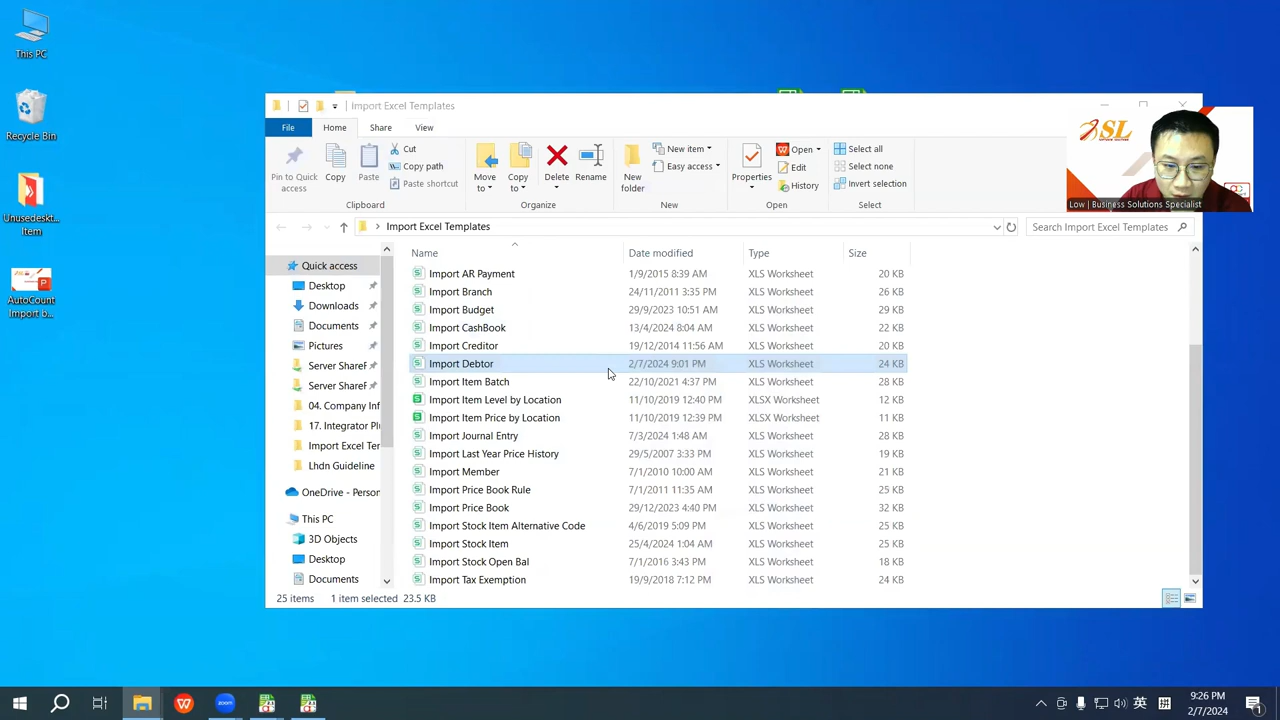 This PC
Recycle Bin
Unusedeskt...
Item
AutoCount
Import b...
Import Excel Templates
File
Home
Share
View
Pin to Quick
access
Copy
Paste
Cut
Copy path
Paste shortcut
Clipboard
Move
to
Copy
to
Delete
Rename
Organize
New
folder
New item
Easy access
New
Properties
Open
Edit
History
Open
Select all
Select none
Invert selection
Select
SL
Low | Business Solutions Specialist
Import Excel Templates
Search Import Excel Templates
Quick access
Desktop
Downloads
Documents
Pictures
Server ShareF
Server ShareF
04. Company Inf
17. Integrator Plu
Import Excel Ter
Lhdn Guideline
OneDrive - Person
This PC
3D Objects
Desktop
Documents
Name Date modified Type Size
Import AR Payment 1/9/2015 8:39 AM XLS Worksheet 20 KB
Import Branch 24/11/2011 3:35 PM XLS Worksheet 26 KB
Import Budget 29/9/2023 10:51 AM XLS Worksheet 29 KB
Import CashBook 13/4/2024 8:04 AM XLS Worksheet 22 KB
Import Creditor 19/12/2014 11:56 AM XLS Worksheet 20 KB
Import Debtor 2/7/2024 9:01 PM XLS Worksheet 24 KB
Import Item Batch 22/10/2021 4:37 PM XLS Worksheet 28 KB
Import Item Level by Location 11/10/2019 12:40 PM XLSX Worksheet 12 KB
Import Item Price by Location 11/10/2019 12:39 PM XLSX Worksheet 11 KB
Import Journal Entry 7/3/2024 1:48 AM XLS Worksheet 28 KB
Import Last Year Price History 29/5/2007 3:33 PM XLS Worksheet 19 KB
Import Member 7/1/2010 10:00 AM XLS Worksheet 21 KB
Import Price Book Rule 7/1/2011 11:35 AM XLS Worksheet 25 KB
Import Price Book 29/12/2023 4:40 PM XLS Worksheet 32 KB
Import Stock Item Alternative Code 4/6/2019 5:09 PM XLS Worksheet 25 KB
Import Stock Item 25/4/2024 1:04 AM XLS Worksheet 25 KB
Import Stock Open Bal 7/1/2016 3:43 PM XLS Worksheet 18 KB
Import Tax Exemption 19/9/2018 7:12 PM XLS Worksheet 24 KB
25 items 1 item selected 23.5 KB
英
拼
9:26 PM
2/7/2024
1